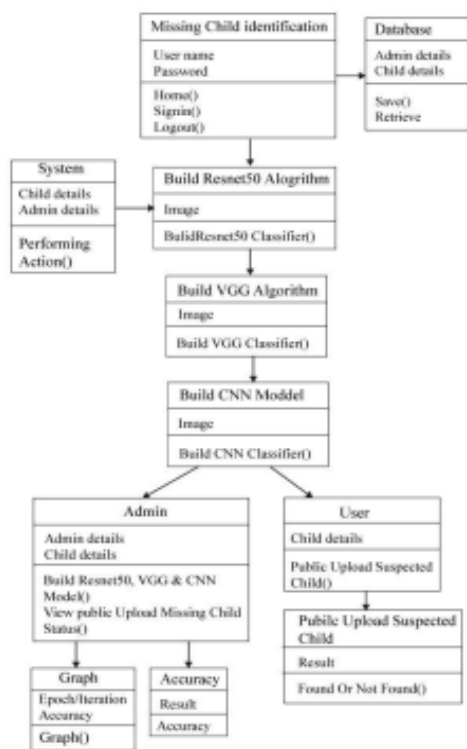 Missing Child identification
User name
Password
Home()
Signin()
Logout()
Database
Admin details
Child details
Save()
Retrieve
System
Child details
Admin details
Performing
Action()
Build Resnet50 Alogrithm
Image
BulidResnet50 Classifier()
Build VGG Algorithm
Image
Build VGG Classifier()
Build CNN Moddel
Image
Build CNN Classifier()
Admin
Admin details
Child details
Build Resnet50, VGG & CNN
Model()
View public Upload Missing Child
Status()
User
Child details
Public Upload Suspected
Child()
Graph
Epoch/Iteration
Accuracy
Graph()
Accuracy
Result
Accuracy
Pubilc Upload Suspected
Child
Result
Found Or Not Found()